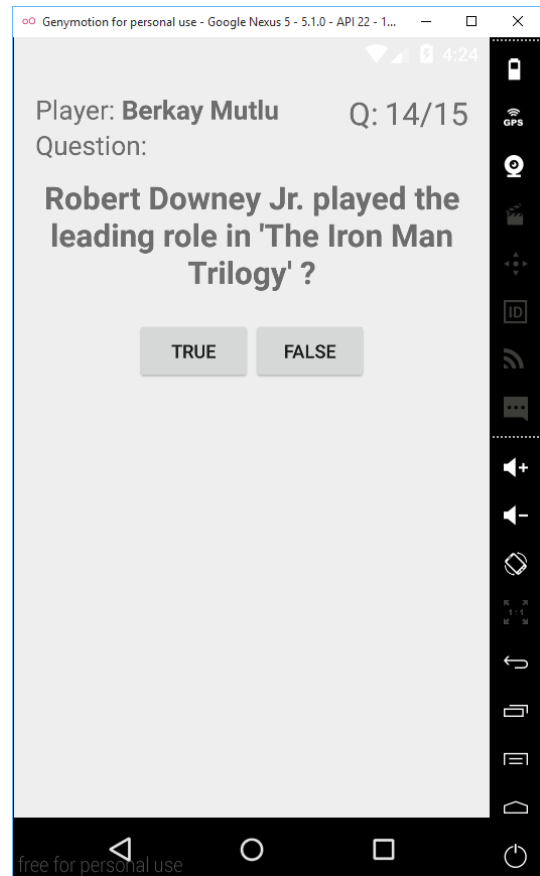 Genymotion for personal use - Google Nexus 5 - 5.1.0 - API 22 - 1...
4:24
Player: Berkay Mutlu
Q: 14/15
Question:
Robert Downey Jr. played the
leading role in 'The Iron Man
Trilogy' ?
TRUE
FALSE
GPS
ID
1:1
free for personal use